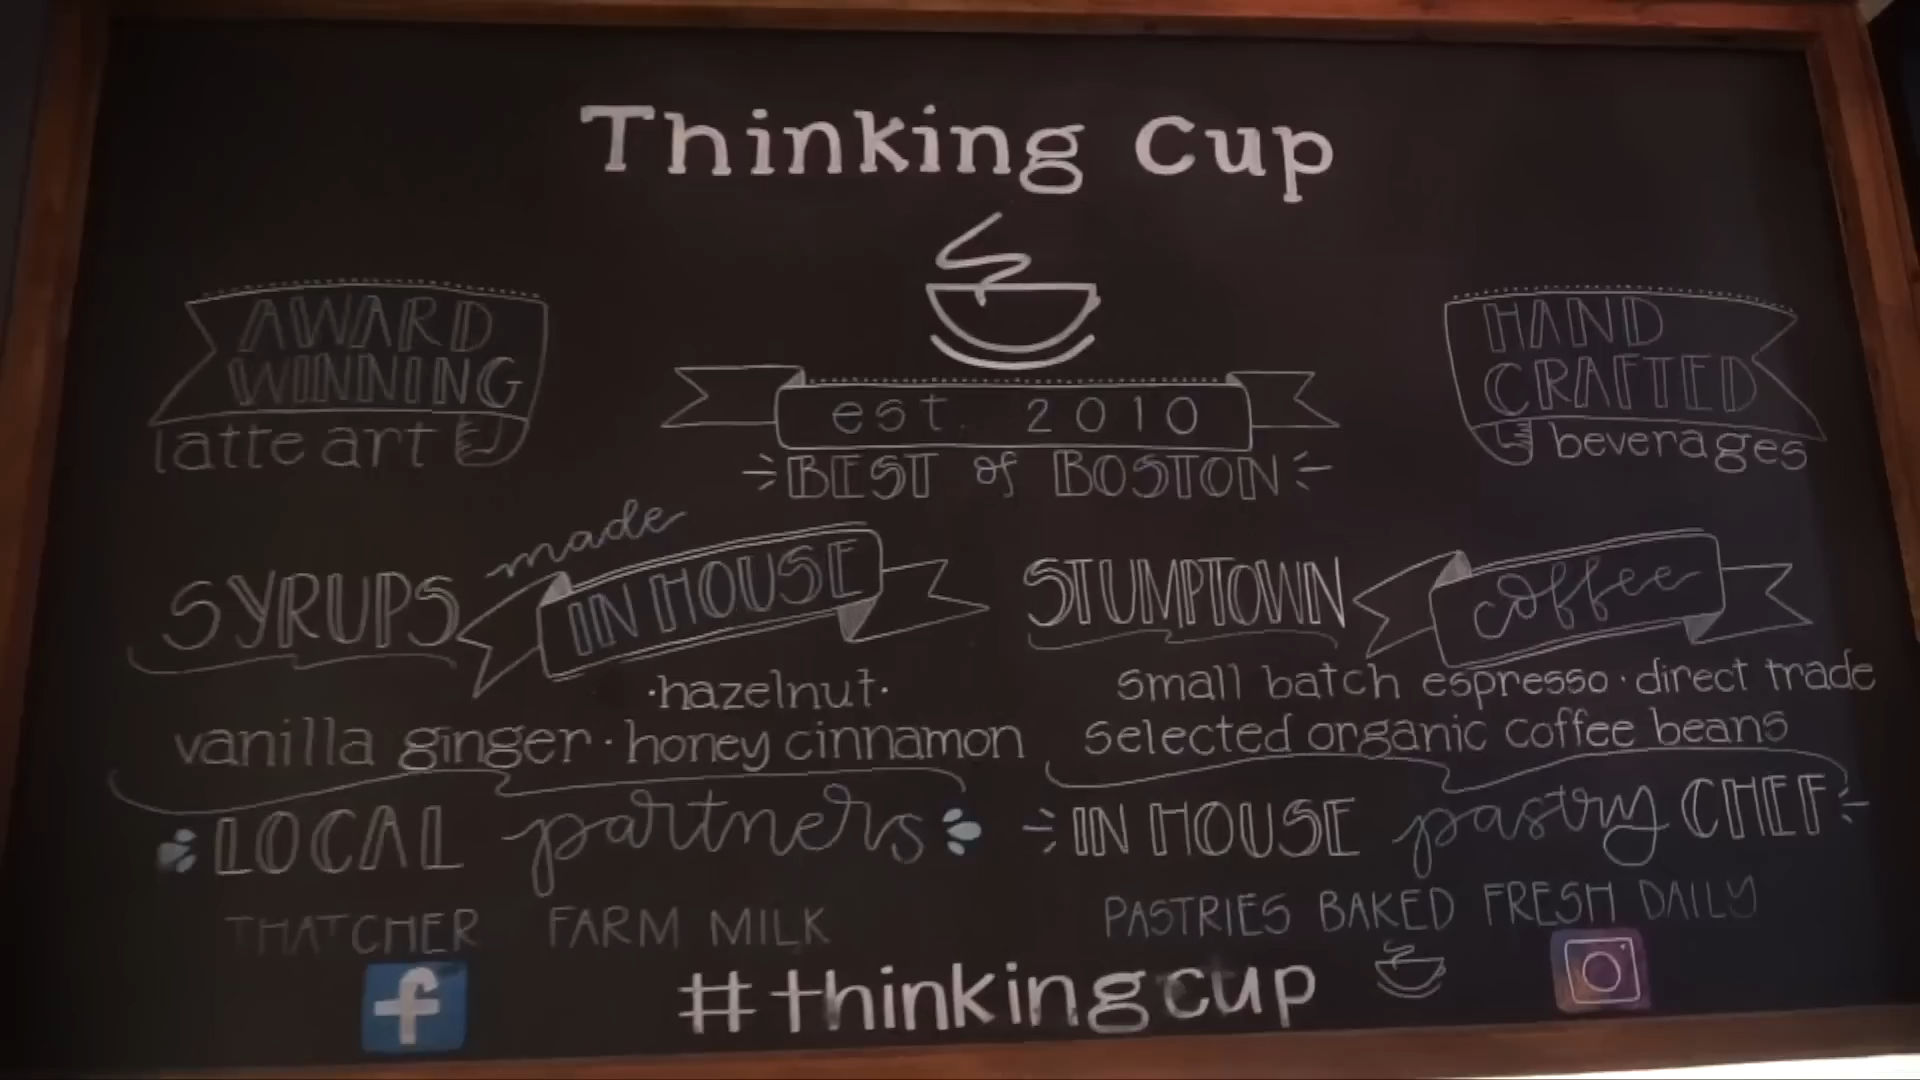 Thinking Cup
AWARD
WINNING
latte art
est. 2010
BEST of BOSTON
HAND
CRAFTED
beverages
SYRUPS made IN HOUSE
·hazelnut·
vanilla ginger · honey cinnamon
STUMPTOWN coffee
small batch espresso · direct trade
selected organic coffee beans
LOCAL partners
THATCHER FARM MILK
IN HOUSE pastry CHEF
PASTRIES BAKED FRESH DAILY
f
#thinkingcup